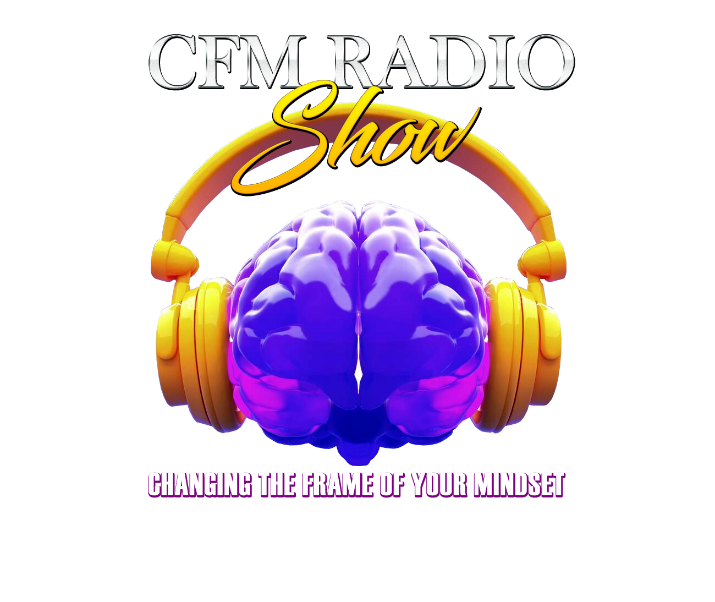 CFM RADIO
Show
CHANGING THE FRAME OF YOUR MINDSET